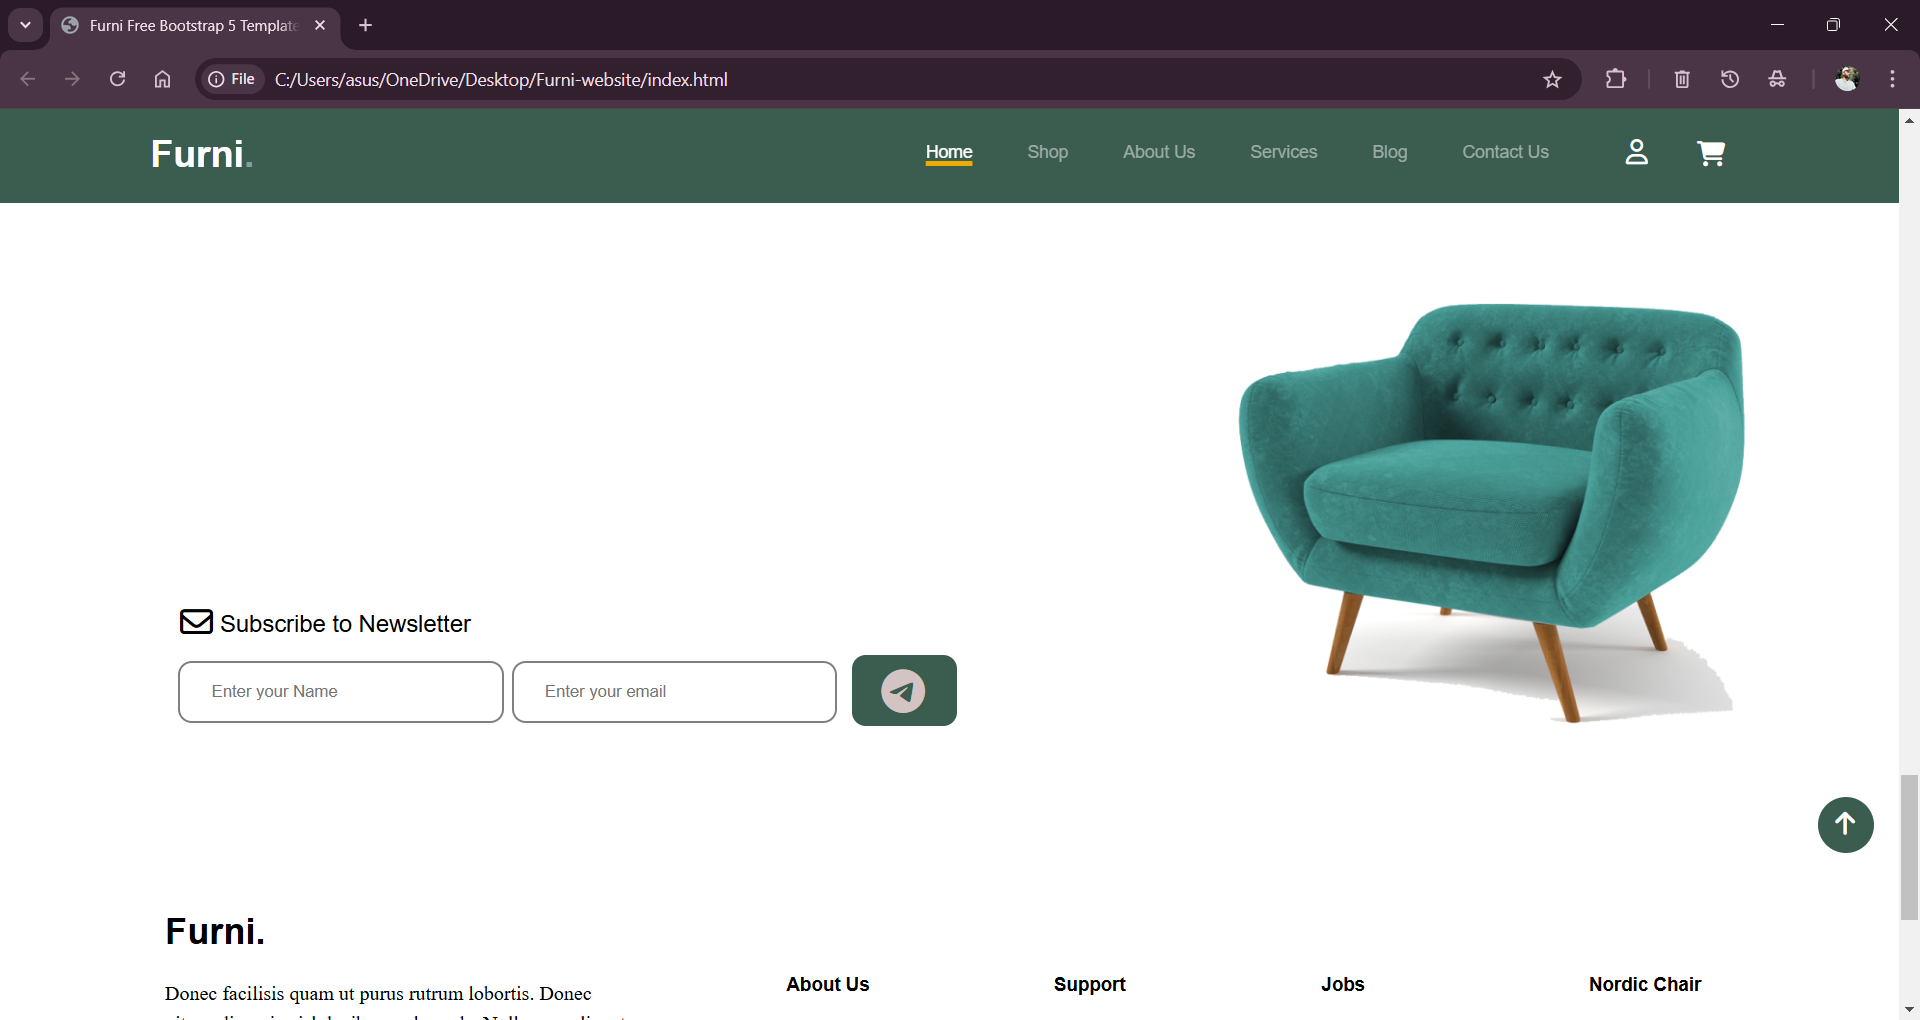 Furni Free Bootstrap 5 Template
File C:/Users/asus/OneDrive/Desktop/Furni-website/index.html
Furni. Home Shop About Us Services Blog Contact Us
Subscribe to Newsletter
Enter your Name Enter your email
Furni.
About Us Support Jobs Nordic Chair
Donec facilisis quam ut purus rutrum lobortis. Donec